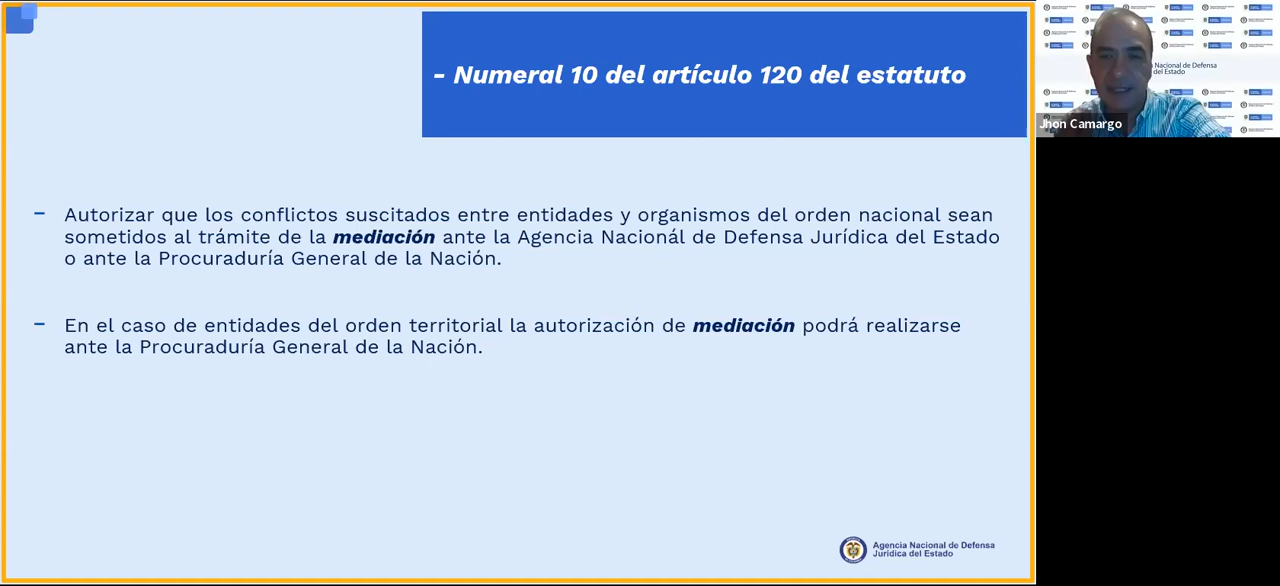 - Numeral 10 del artículo 120 del estatuto
– Autorizar que los conflictos suscitados entre entidades y organismos del orden nacional sean
sometidos al trámite de la mediación ante la Agencia Nacionál de Defensa Jurídica del Estado
o ante la Procuraduría General de la Nación.
– En el caso de entidades del orden territorial la autorización de mediación podrá realizarse
ante la Procuraduría General de la Nación.
Agencia Nacional de Defensa
Jurídica del Estado
Nacional de Defensa
del Estado
Jhon Camargo